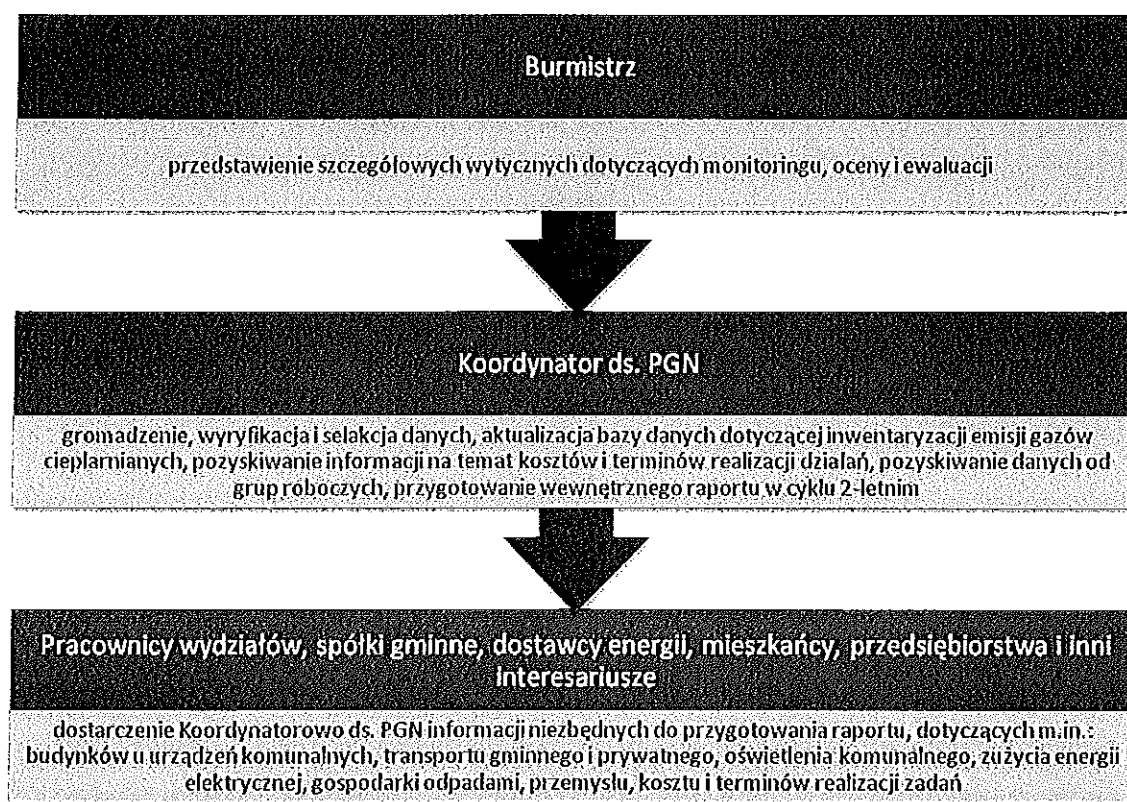 Burmistrz
przedstawienie szczegółowych wytycznych dotyczących monitoringu, oceny i ewaluacji
Koordynator ds. PGN
gromadzenie, wyryfikacja i selakcja danych, aktualizacja bazy danych dotyczącej inwentaryzacji emisji gazów
cieplarnianych, pozyskiwanie informacji na temat kosztów i terminów realizacji działań, pozyskiwanie danych od
grup roboczych, przygotowanie wewnętrznego raportu w cyklu 2-letnim
Pracownicy wydziałów, spółki gminne, dostawcy energii, mieszkańcy, przedsiębiorstwa i inni
interesariusze
dostarczenie Koordynatorowo ds. PGN informacji niezbędnych do przygotowania raportu, dotyczących m.in.:
budynków u urządzeń komunalnych, transportu gminnego i prywatnego, oświetlenia komunalnego, zużycia energii
elektrycznej, gospodarki odpadami, przemysłu, kosztu i terminów realizacji zadań